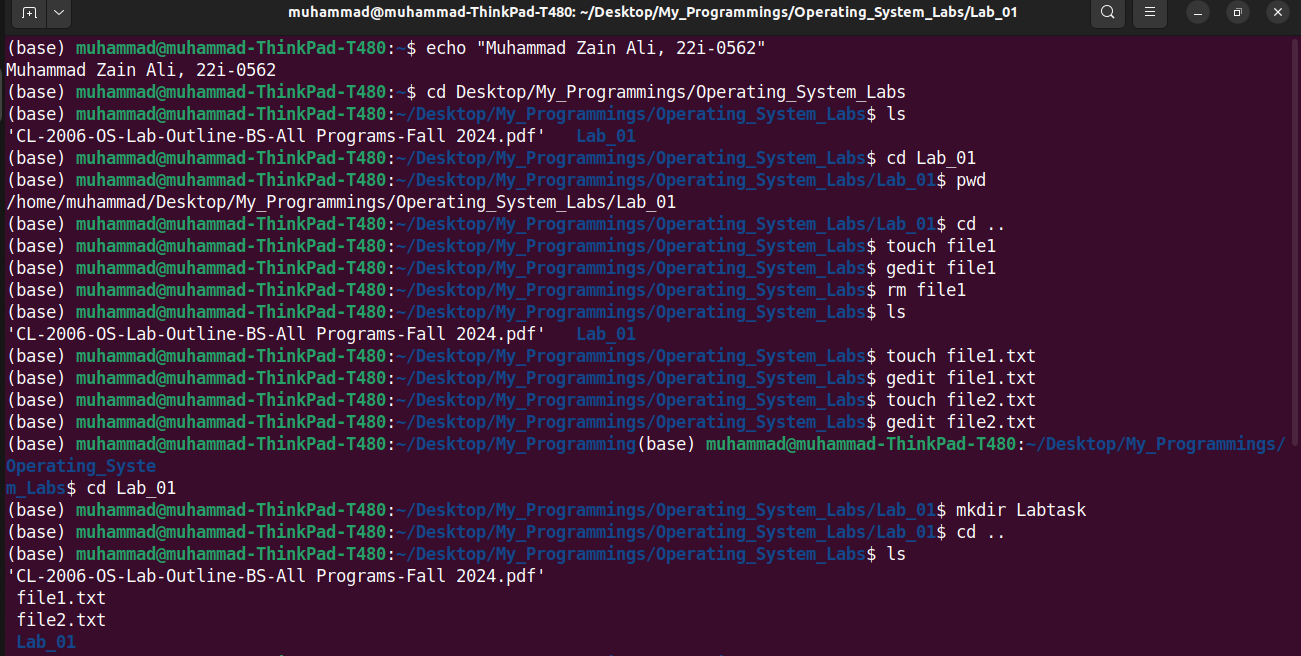 muhammad@muhammad-ThinkPad-T480: ~/Desktop/My_Programmings/Operating_System_Labs/Lab_01
(base) muhammad@muhammad-ThinkPad-T480:~$ echo "Muhammad Zain Ali, 22i-0562"
Muhammad Zain Ali, 22i-0562
(base) muhammad@muhammad-ThinkPad-T480:~$ cd Desktop/My_Programmings/Operating_System_Labs
(base) muhammad@muhammad-ThinkPad-T480:~/Desktop/My_Programmings/Operating_System_Labs$ ls
'CL-2006-OS-Lab-Outline-BS-All Programs-Fall 2024.pdf'   Lab_01
(base) muhammad@muhammad-ThinkPad-T480:~/Desktop/My_Programmings/Operating_System_Labs$ cd Lab_01
(base) muhammad@muhammad-ThinkPad-T480:~/Desktop/My_Programmings/Operating_System_Labs/Lab_01$ pwd
/home/muhammad/Desktop/My_Programmings/Operating_System_Labs/Lab_01
(base) muhammad@muhammad-ThinkPad-T480:~/Desktop/My_Programmings/Operating_System_Labs/Lab_01$ cd ..
(base) muhammad@muhammad-ThinkPad-T480:~/Desktop/My_Programmings/Operating_System_Labs$ touch file1
(base) muhammad@muhammad-ThinkPad-T480:~/Desktop/My_Programmings/Operating_System_Labs$ gedit file1
(base) muhammad@muhammad-ThinkPad-T480:~/Desktop/My_Programmings/Operating_System_Labs$ rm file1
(base) muhammad@muhammad-ThinkPad-T480:~/Desktop/My_Programmings/Operating_System_Labs$ ls
'CL-2006-OS-Lab-Outline-BS-All Programs-Fall 2024.pdf'   Lab_01
(base) muhammad@muhammad-ThinkPad-T480:~/Desktop/My_Programmings/Operating_System_Labs$ touch file1.txt
(base) muhammad@muhammad-ThinkPad-T480:~/Desktop/My_Programmings/Operating_System_Labs$ gedit file1.txt
(base) muhammad@muhammad-ThinkPad-T480:~/Desktop/My_Programmings/Operating_System_Labs$ touch file2.txt
(base) muhammad@muhammad-ThinkPad-T480:~/Desktop/My_Programmings/Operating_System_Labs$ gedit file2.txt
(base) muhammad@muhammad-ThinkPad-T480:~/Desktop/My_Programming(base) muhammad@muhammad-ThinkPad-T480:~/Desktop/My_Programmings/
Operating_Syste
m_Labs$ cd Lab_01
(base) muhammad@muhammad-ThinkPad-T480:~/Desktop/My_Programmings/Operating_System_Labs/Lab_01$ mkdir Labtask
(base) muhammad@muhammad-ThinkPad-T480:~/Desktop/My_Programmings/Operating_System_Labs/Lab_01$ cd ..
(base) muhammad@muhammad-ThinkPad-T480:~/Desktop/My_Programmings/Operating_System_Labs$ ls
'CL-2006-OS-Lab-Outline-BS-All Programs-Fall 2024.pdf'
file1.txt
file2.txt
Lab_01